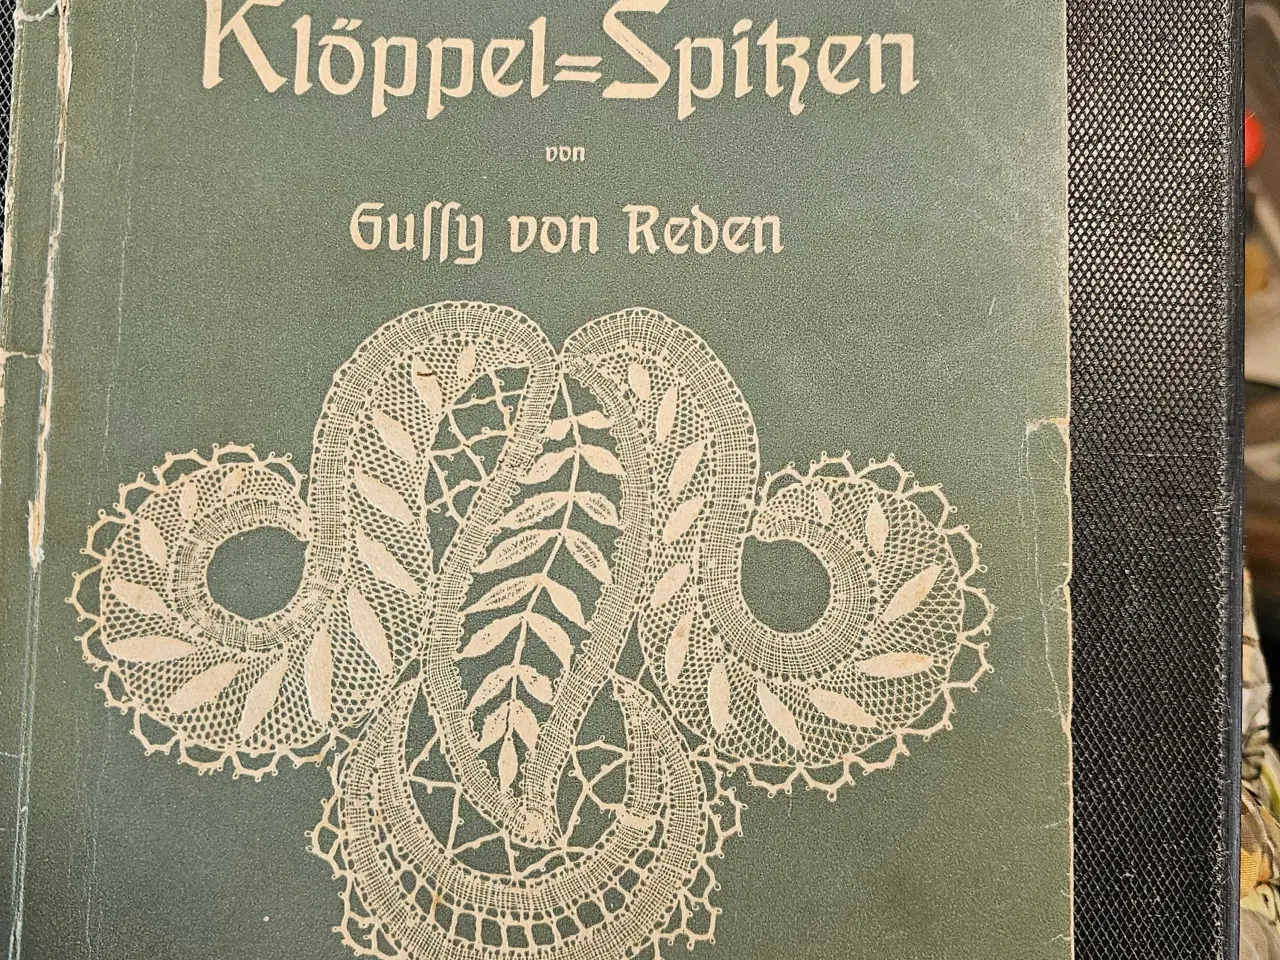 Klöppel=Spitzen
von
Gussy von Reden